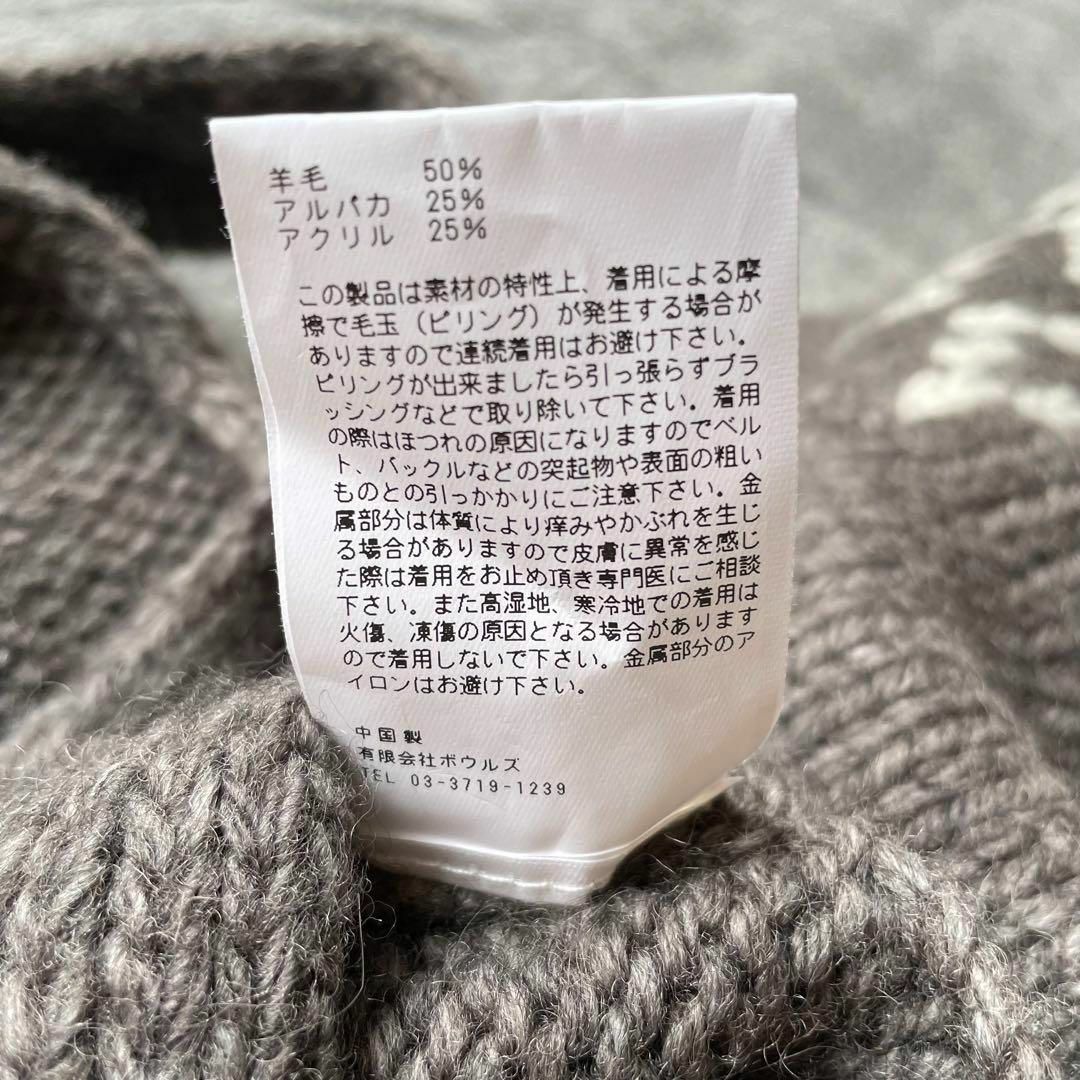 羊毛 50%
アルパカ 25%
アクリル 25%
この製品は素材の特性上、着用による摩
擦で毛玉（ピリング）が発生する場合が
ありますので連続着用はお避け下さい。
ピリングが出来ましたら引っ張らずブラ
ッシングなどで取り除いて下さい。着用
の際はほつれの原因になりますのでベル
ト、バックルなどの突起物や表面の粗い
ものとの引っかかりにご注意下さい。金
属部分は体質により痒みやかぶれを生じ
る場合がありますので皮膚に異常を感じ
た際は着用をお止め頂き専門医にご相談
下さい。また高湿地、寒冷地での着用は
火傷、凍傷の原因となる場合があります
ので着用しないで下さい。金属部分のア
イロンはお避け下さい。
中国製
有限会社ボウルズ
TEL 03-3719-1239